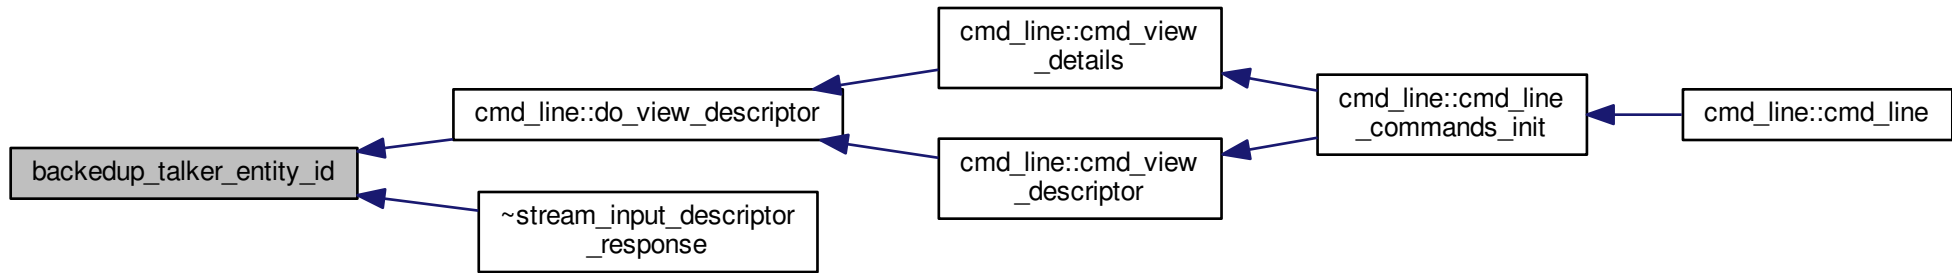 backedup_talker_entity_id
cmd_line::do_view_descriptor
~stream_input_descriptor
_response
cmd_line::cmd_view
_details
cmd_line::cmd_view
_descriptor
cmd_line::cmd_line
_commands_init
cmd_line::cmd_line